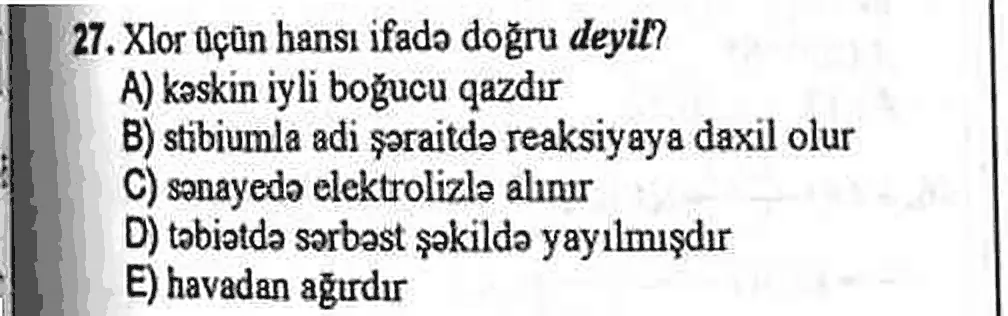 27. Xlor üçün hansı ifadə doğru deyil?
A) kəskin iyli boğucu qazdır
B) stibiumla adi şəraitdə reaksiyaya daxil olur
C) sənayedə elektrolizlə alınır
D) təbiətdə sərbəst şəkildə yayılmışdır
E) havadan ağırdır